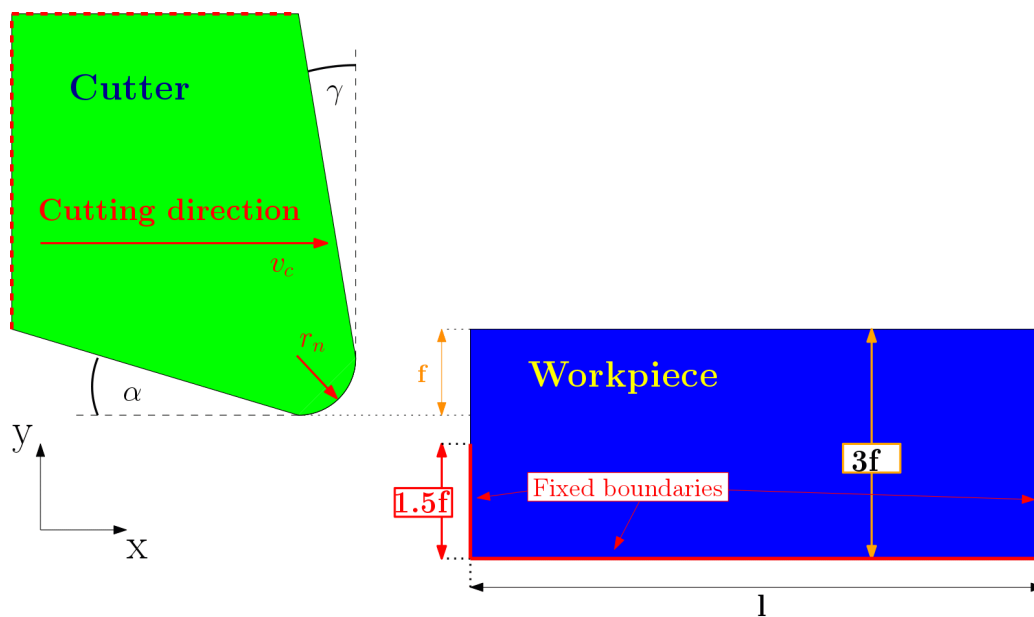 Cutter
γ
Cutting direction
v_c
r_n
α
f
Workpiece
y
3f
Fixed boundaries
1.5f
x
l